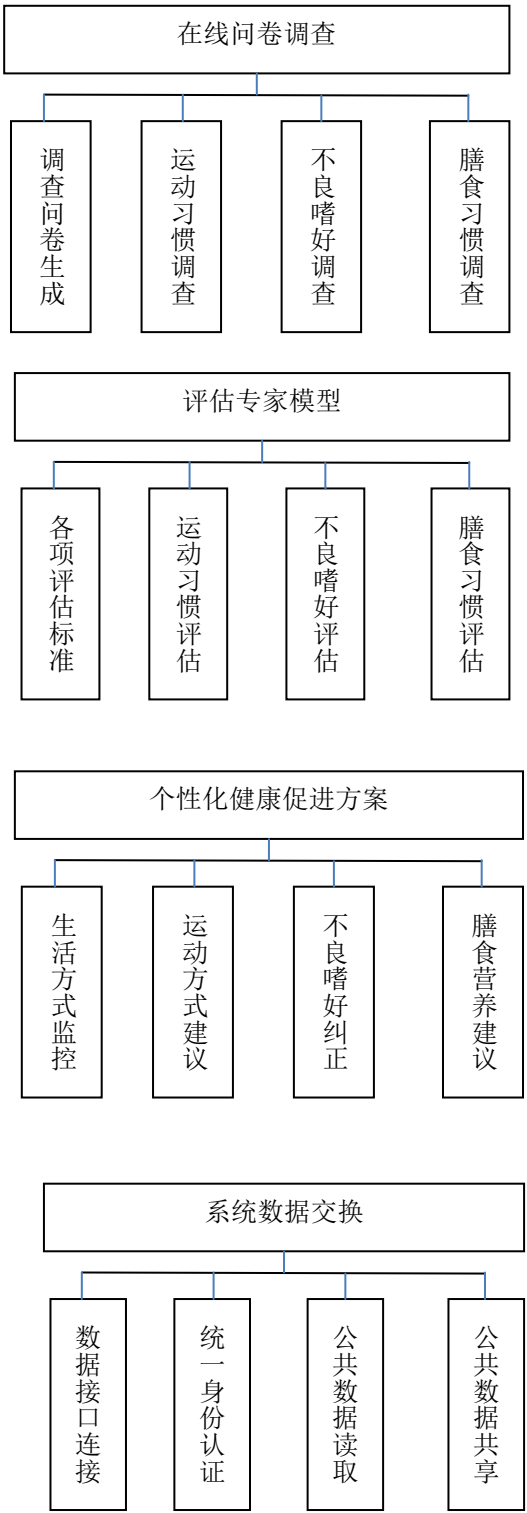 在线问卷调查
调查问卷生成
运动习惯调查
不良嗜好调查
膳食习惯调查
评估专家模型
各项评估标准
运动习惯评估
不良嗜好评估
膳食习惯评估
个性化健康促进方案
生活方式监控
运动方式建议
不良嗜好纠正
膳食营养建议
系统数据交换
数据接口连接
统一身份认证
公共数据读取
公共数据共享